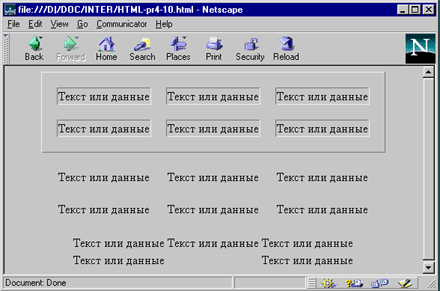 file:///D|/DOC/INTER/HTML-pr4-10.html - Netscape
File Edit View Go Communicator Help
Back Forward Home Search Places Print Security Reload
N
Текст или данные Текст или данные Текст или данные
Текст или данные Текст или данные Текст или данные
Текст или данные Текст или данные Текст или данные
Текст или данные Текст или данные Текст или данные
Текст или данные Текст или данные Текст или данные
Текст или данные Текст или данные
Document: Done